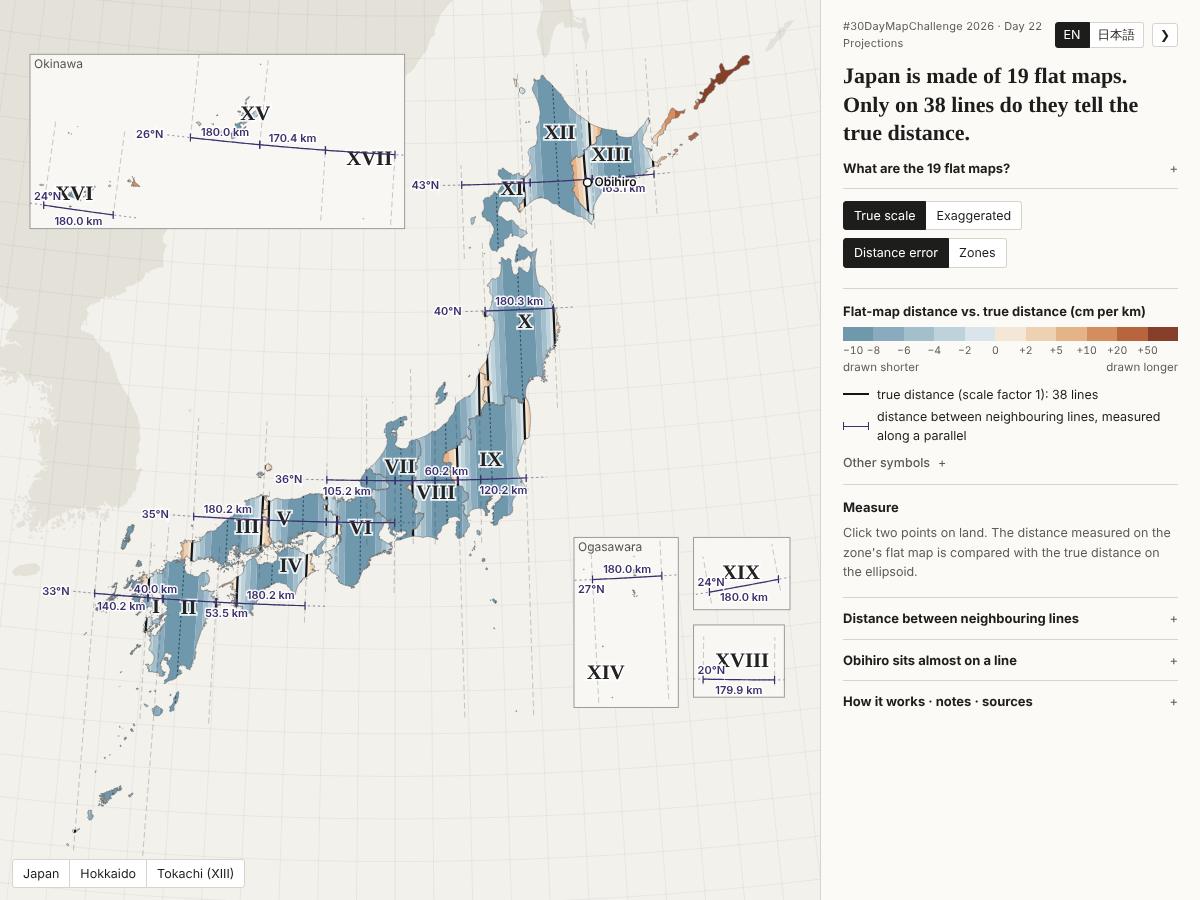 Okinawa
XV
26°N
180.0 km
170.4 km
XVII
XVI
24°N
180.0 km
XII
XIII
43°N
XI
Obihiro
163.1 km
180.3 km
40°N
X
VII
IX
36°N
60.2 km
105.2 km
VIII
120.2 km
180.2 km
35°N
III
V
VI
IV
33°N
40.0 km
180.2 km
140.2 km
I
II
53.5 km
Ogasawara
180.0 km
27°N
XIV
XIX
24°N
180.0 km
XVIII
20°N
179.9 km
Japan
Hokkaido
Tokachi (XIII)
#30DayMapChallenge 2026 · Day 22
Projections
EN
日本語
❯
Japan is made of 19 flat maps.
Only on 38 lines do they tell the
true distance.
What are the 19 flat maps? +
True scale
Exaggerated
Distance error
Zones
Flat-map distance vs. true distance (cm per km)
−10 −8 −6 −4 −2 0 +2 +5 +10 +20 +50
drawn shorter
drawn longer
true distance (scale factor 1): 38 lines
distance between neighbouring lines, measured
along a parallel
Other symbols +
Measure
Click two points on land. The distance measured on the
zone's flat map is compared with the true distance on
the ellipsoid.
Distance between neighbouring lines +
Obihiro sits almost on a line +
How it works · notes · sources +